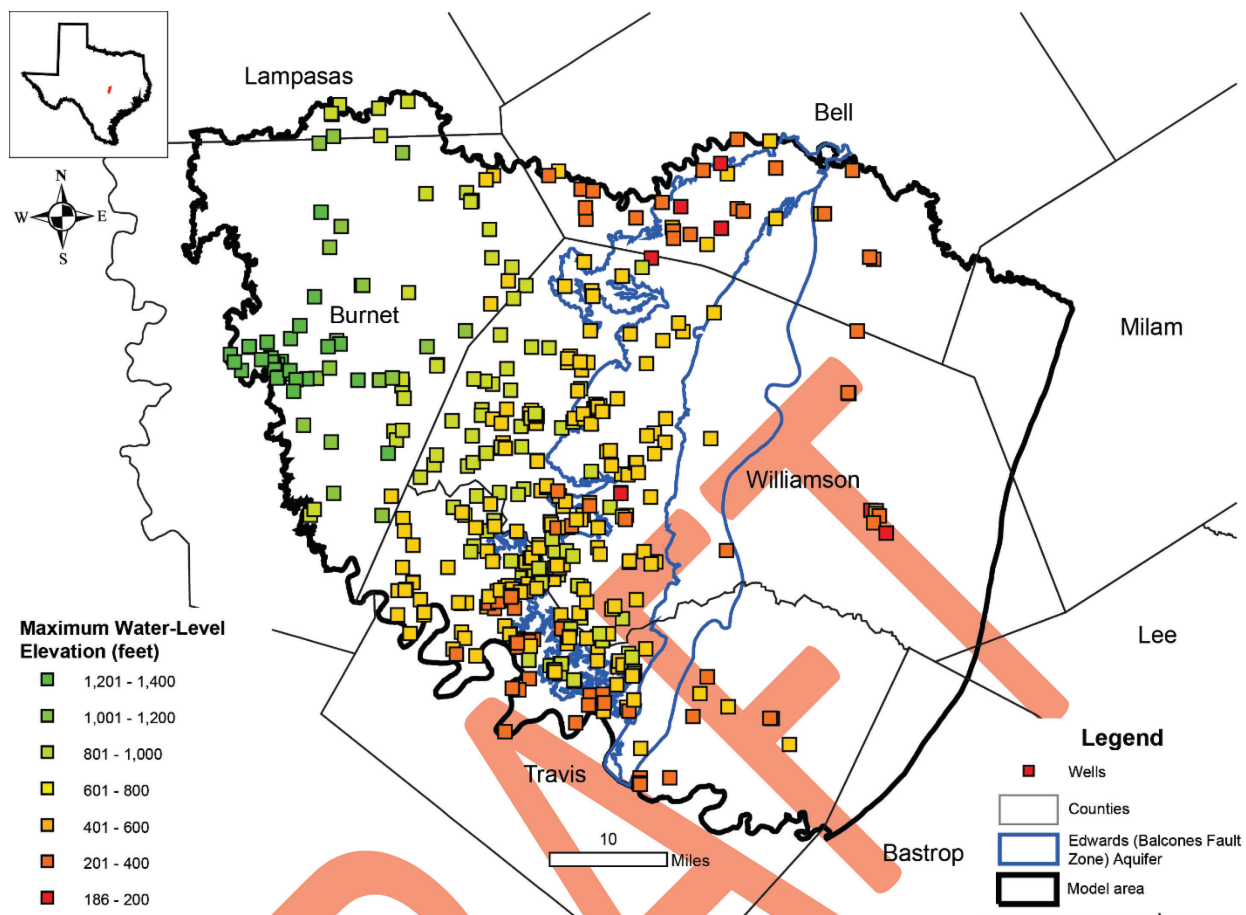 Lampasas
Bell
N
W
E
S
Burnet
Milam
Williamson
Maximum Water-Level
Elevation (feet)
1,201 - 1,400
1,001 - 1,200
801 - 1,000
601 - 800
401 - 600
201 - 400
186 - 200
Lee
Travis
Bastrop
10
Miles
Legend
Wells
Counties
Edwards (Balcones Fault
Zone) Aquifer
Model area